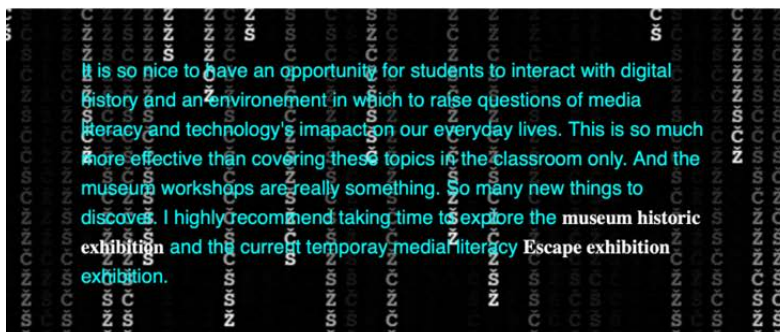 It is so nice to have an opportunity for students to interact with digital
history and an environement in which to raise questions of media
literacy and technology's imapact on our everyday lives. This is so much
more effective than covering these topics in the classroom only. And the
museum workshops are really something. So many new things to
discover. I highly recommend taking time to explore the museum historic
exhibition and the current temporay medial literacy Escape exhibition
exhibition.